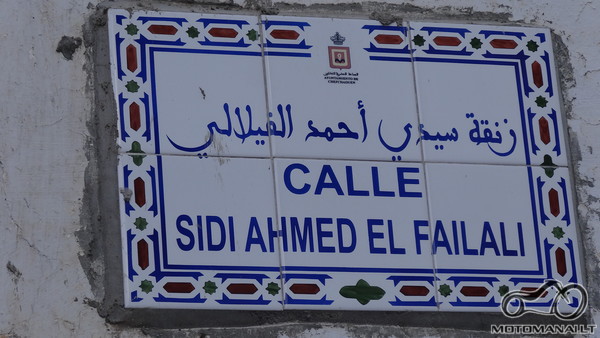 زنقة سيدي أحمد الفيلالي
CALLE
SIDI AHMED EL FAILALI
MOTOMANAI.LT